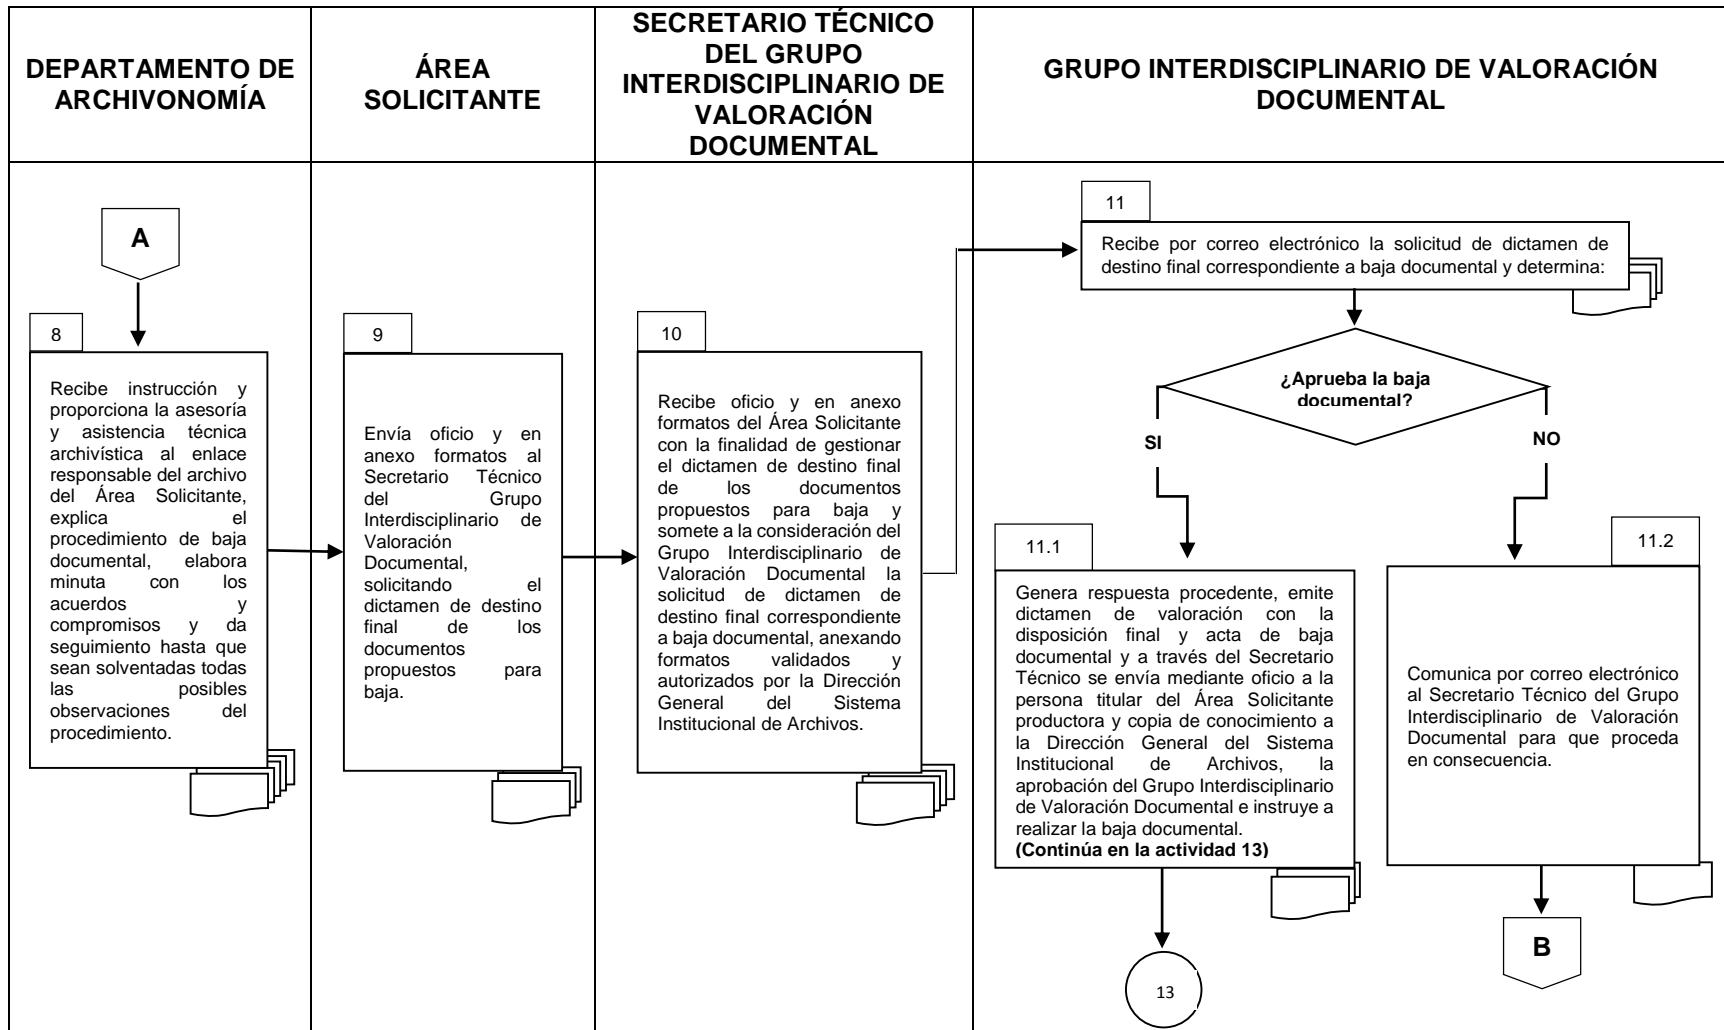 DEPARTAMENTO DE
ARCHIVONOMÍA
ÁREA
SOLICITANTE
SECRETARIO TÉCNICO
DEL GRUPO
INTERDISCIPLINARIO DE
VALORACIÓN
DOCUMENTAL
GRUPO INTERDISCIPLINARIO DE VALORACIÓN
DOCUMENTAL
A
8
Recibe instrucción y
proporciona la asesoría
y asistencia técnica
archivística al enlace
responsable del archivo
del Área Solicitante,
explica el
procedimiento de baja
documental, elabora
minuta con los
acuerdos y
compromisos y da
seguimiento hasta que
sean solventadas todas
las posibles
observaciones del
procedimiento.
9
Envía oficio y en
anexo formatos al
Secretario Técnico
del Grupo
Interdisciplinario de
Valoración
Documental,
solicitando el
dictamen de destino
final de los
documentos
propuestos para
baja.
10
Recibe oficio y en anexo
formatos del Área Solicitante
con la finalidad de gestionar
el dictamen de destino final
de los documentos
propuestos para baja y
somete a la consideración del
Grupo Interdisciplinario de
Valoración Documental la
solicitud de dictamen de
destino final correspondiente
a baja documental, anexando
formatos validados y
autorizados por la Dirección
General del Sistema
Institucional de Archivos.
11
Recibe por correo electrónico la solicitud de dictamen de
destino final correspondiente a baja documental y determina:
¿Aprueba la baja
documental?
SI
NO
11.1
Genera respuesta procedente, emite
dictamen de valoración con la
disposición final y acta de baja
documental y a través del Secretario
Técnico se envía mediante oficio a la
persona titular del Área Solicitante
productora y copia de conocimiento a
la Dirección General del Sistema
Institucional de Archivos, la
aprobación del Grupo Interdisciplinario
de Valoración Documental e instruye a
realizar la baja documental.
(Continúa en la actividad 13)
13
11.2
Comunica por correo electrónico
al Secretario Técnico del Grupo
Interdisciplinario de Valoración
Documental para que proceda
en consecuencia.
B